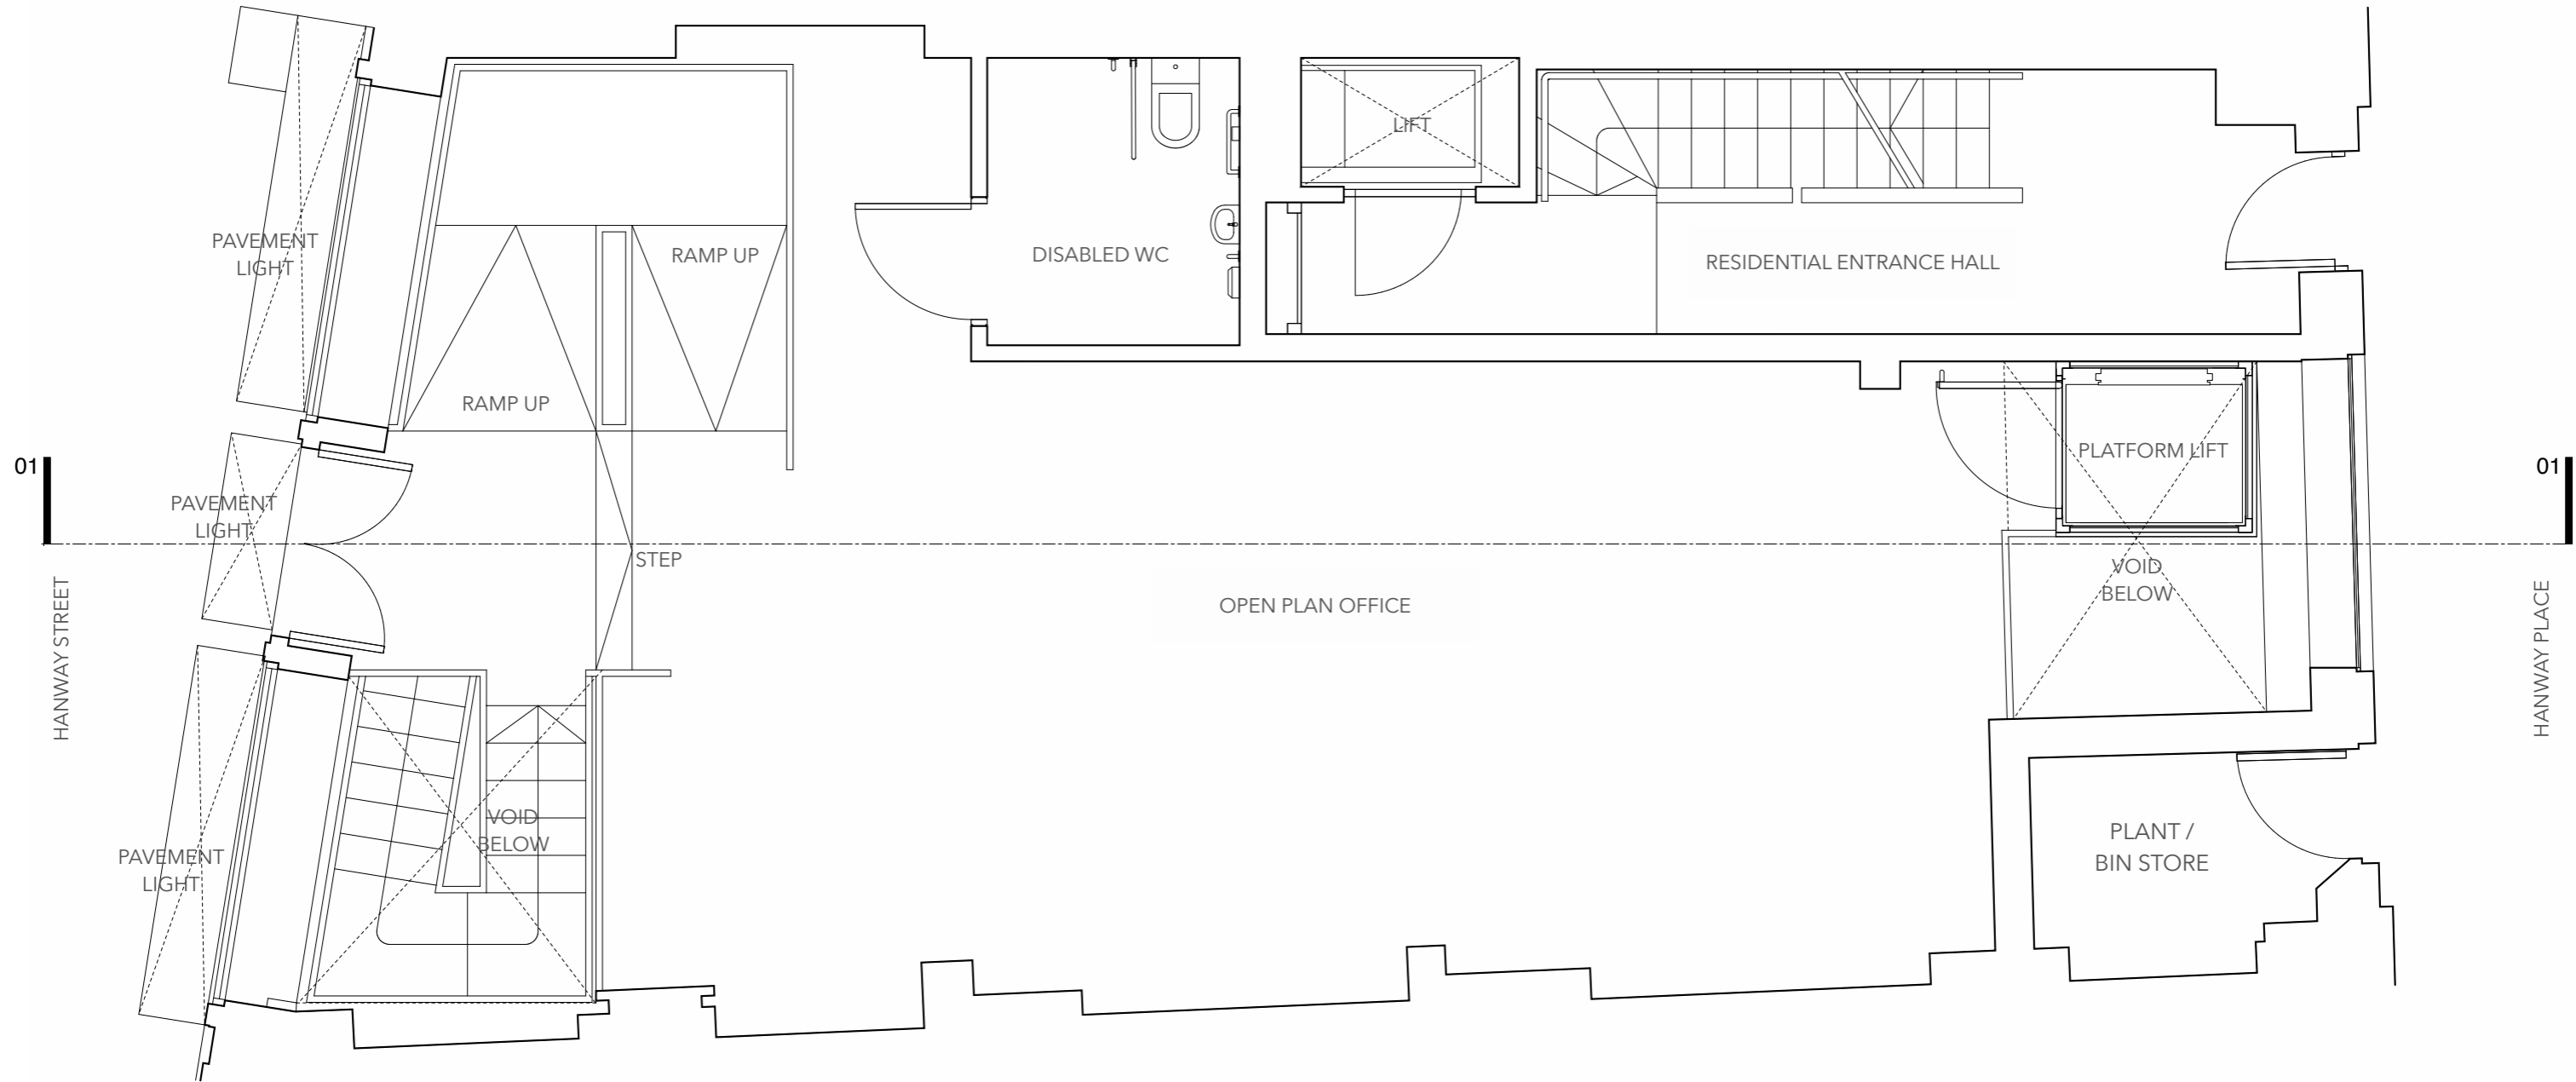 LIFT
PAVEMENT
LIGHT
RAMP UP
DISABLED WC
RESIDENTIAL ENTRANCE HALL
RAMP UP
PLATFORM LIFT
01
01
PAVEMENT
LIGHT
STEP
VOID
BELOW
OPEN PLAN OFFICE
HANWAY STREET
HANWAY PLACE
VOID
BELOW
PLANT /
BIN STORE
PAVEMENT
LIGHT